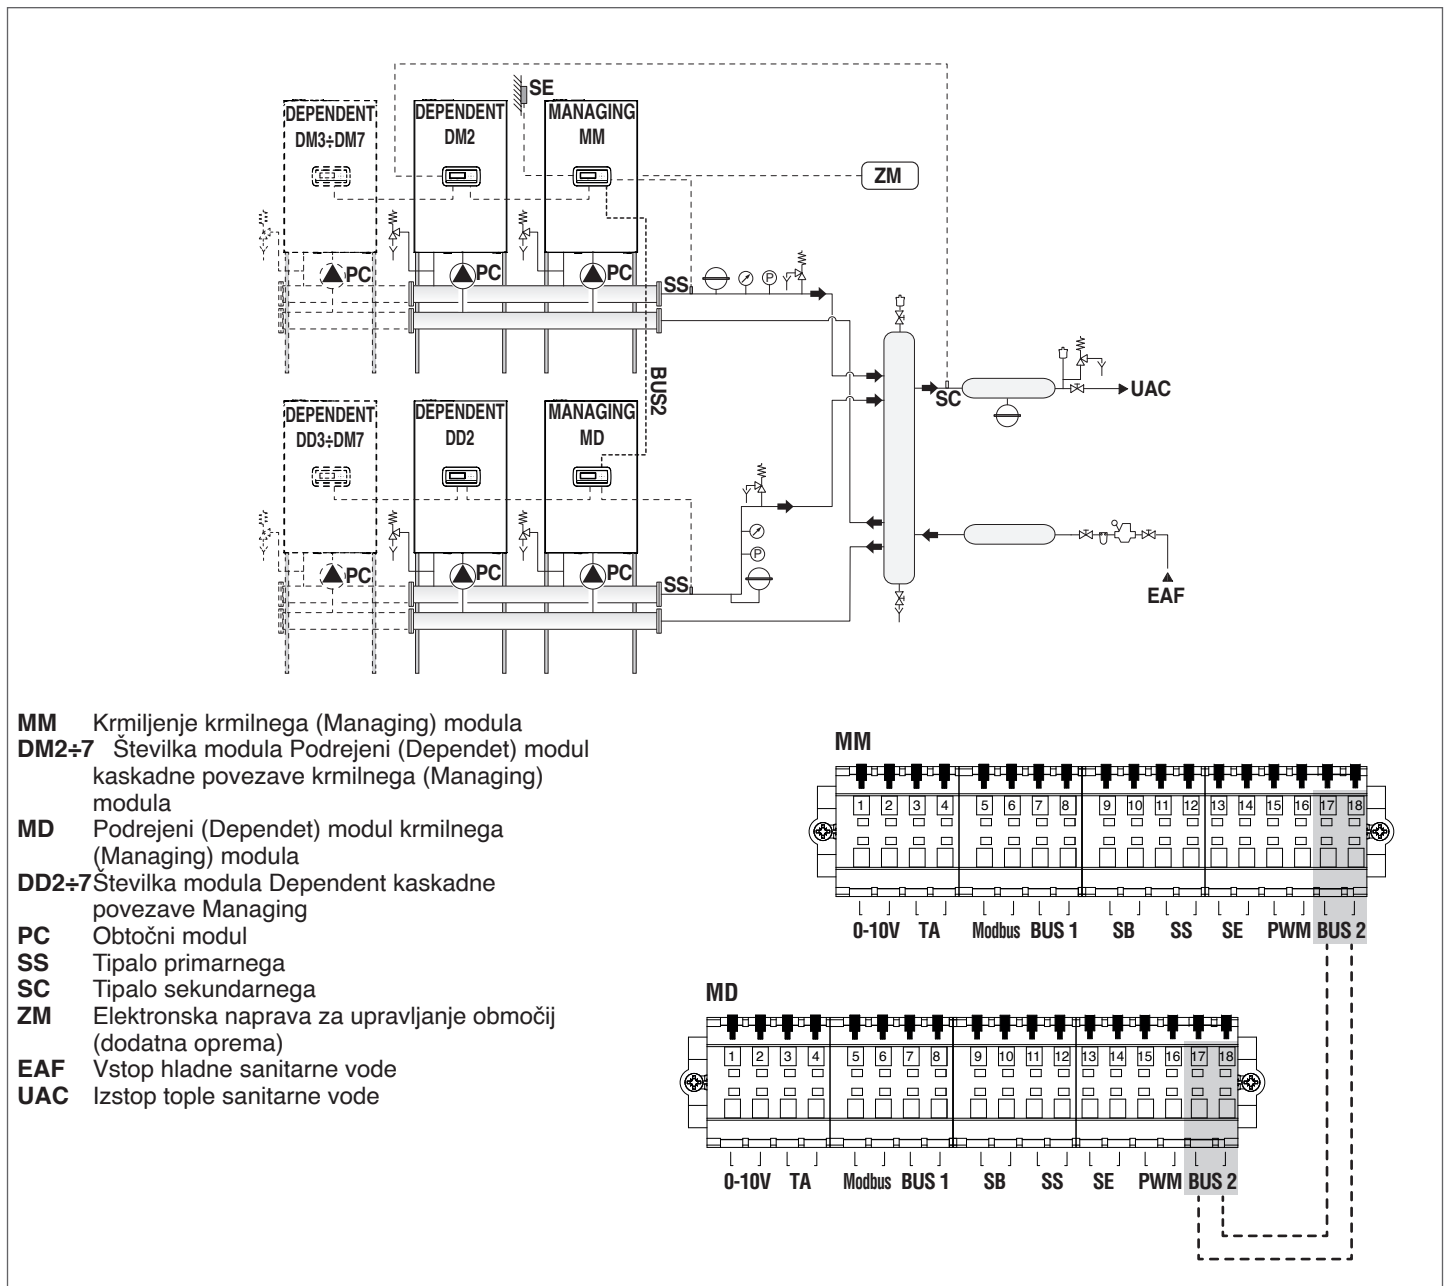 SE
DEPENDENT
DM3÷DM7
DEPENDENT
DM2
MANAGING
MM
ZM
PC
PC
PC
SS
P
BUS2
SC
UAC
DEPENDENT
DD3÷DM7
DEPENDENT
DD2
MANAGING
MD
P
PC
PC
PC
SS
EAF
MM Krmiljenje krmilnega (Managing) modula
DM2÷7 Številka modula Podrejeni (Dependet) modul
kaskadne povezave krmilnega (Managing)
modula
MD Podrejeni (Dependet) modul krmilnega
(Managing) modula
DD2÷7 Številka modula Dependent kaskadne
povezave Managing
PC Obtočni modul
SS Tipalo primarnega
SC Tipalo sekundarnega
ZM Elektronska naprava za upravljanje območij
(dodatna oprema)
EAF Vstop hladne sanitarne vode
UAC Izstop tople sanitarne vode
MM
1 2 3 4 5 6 7 8 9 10 11 12 13 14 15 16 17 18
0-10V TA Modbus BUS 1 SB SS SE PWM BUS 2
MD
1 2 3 4 5 6 7 8 9 10 11 12 13 14 15 16 17 18
0-10V TA Modbus BUS 1 SB SS SE PWM BUS 2